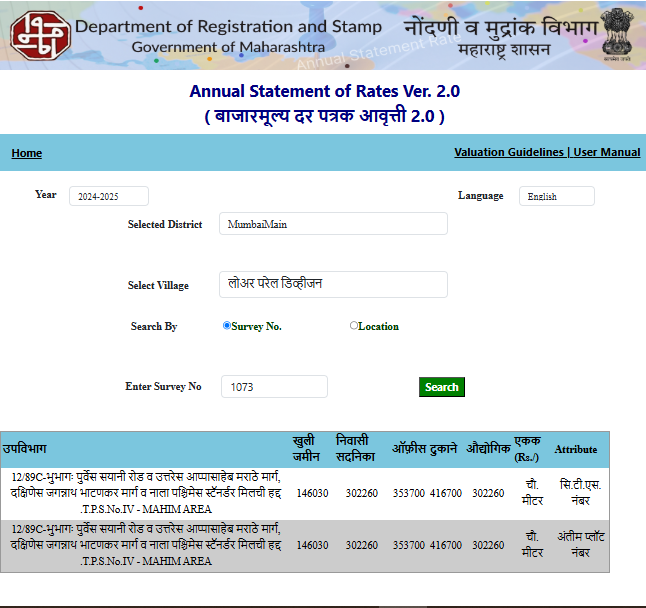 Department of Registration and Stamp
Government of Maharashtra
नोंदणी व मुद्रांक विभाग
महाराष्ट्र शासन
Annual Statement Rate
Annual Statement of Rates Ver. 2.0
( बाजारमूल्य दर पत्रक आवृत्ती 2.0 )
Home
Valuation Guidelines | User Manual
Year 2024-2025 Language English
Selected District MumbaiMain
Select Village लोअर परेल डिव्हीजन
Search By Survey No. Location
Enter Survey No 1073 Search
उपविभाग खुली जमीन निवासी सदनिका ऑफ़ीस दुकाने औद्योगिक एकक (Rs./) Attribute
12/89C-भुभागः पुर्वेस सयानी रोड व उत्तरेस आप्पासाहेब मराठे मार्ग,
दक्षिणेस जगन्नाथ भाटणकर मार्ग व नाला पश्चिमेस स्टॅनर्डर मिलची हद्द
.T.P.S.No.IV - MAHIM AREA
146030 302260 353700 416700 302260 चौ. मीटर सि.टी.एस. नंबर
12/89C-भुभागः पुर्वेस सयानी रोड व उत्तरेस आप्पासाहेब मराठे मार्ग,
दक्षिणेस जगन्नाथ भाटणकर मार्ग व नाला पश्चिमेस स्टॅनर्डर मिलची हद्द
.T.P.S.No.IV - MAHIM AREA
146030 302260 353700 416700 302260 चौ. मीटर अंतीम प्लॉट नंबर